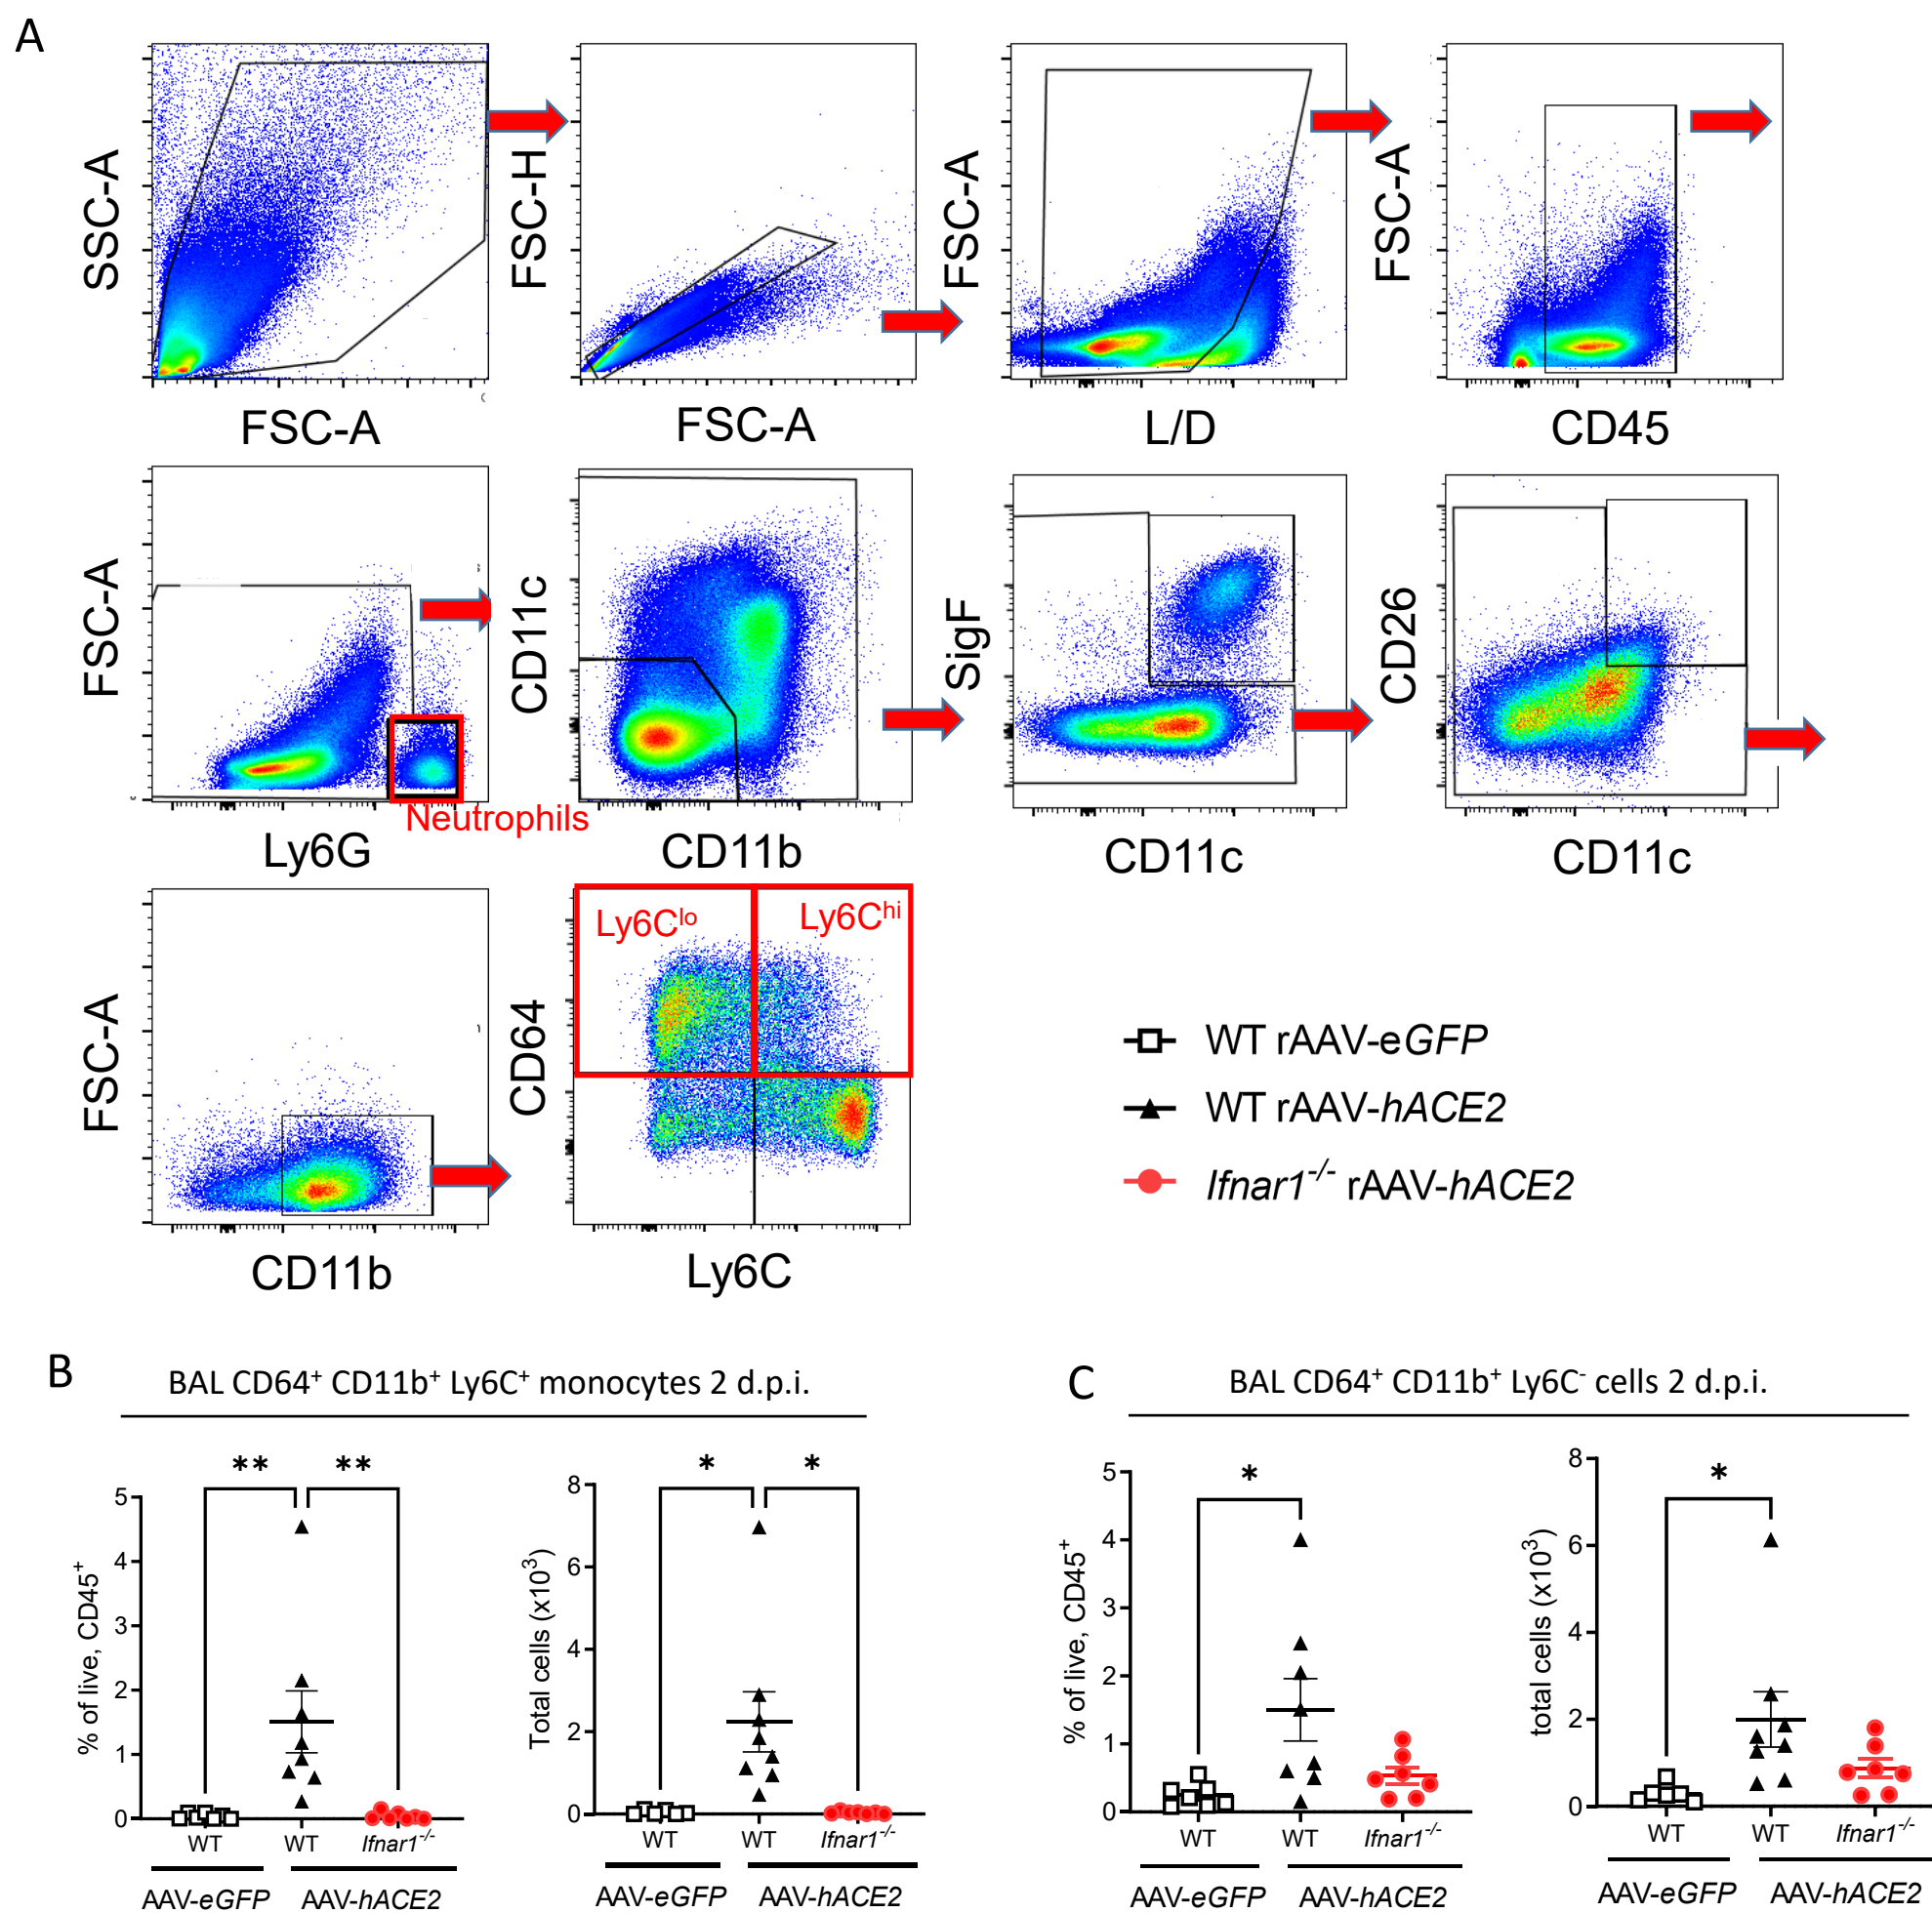 A
SSC-A
FSC-A
FSC-H
FSC-A
FSC-A
L/D
FSC-A
CD45
FSC-A
Ly6G
Neutrophils
CD11c
CD11b
SigF
CD11c
CD26
CD11c
FSC-A
CD11b
CD64
Ly6C
Ly6C^lo
Ly6C^hi
WT rAAV-eGFP
WT rAAV-hACE2
Ifnar1^-/- rAAV-hACE2
B
BAL CD64⁺ CD11b⁺ Ly6C⁺ monocytes 2 d.p.i.
** **
% of live, CD45⁺
5
4
3
2
1
0
WT WT Ifnar1^-/-
AAV-eGFP AAV-hACE2
* *
Total cells (x10³)
8
6
4
2
0
WT WT Ifnar1^-/-
AAV-eGFP AAV-hACE2
C
BAL CD64⁺ CD11b⁺ Ly6C⁻ cells 2 d.p.i.
*
% of live, CD45⁺
5
4
3
2
1
0
WT WT Ifnar1^-/-
AAV-eGFP AAV-hACE2
*
total cells (x10³)
8
6
4
2
0
WT WT Ifnar1^-/-
AAV-eGFP AAV-hACE2